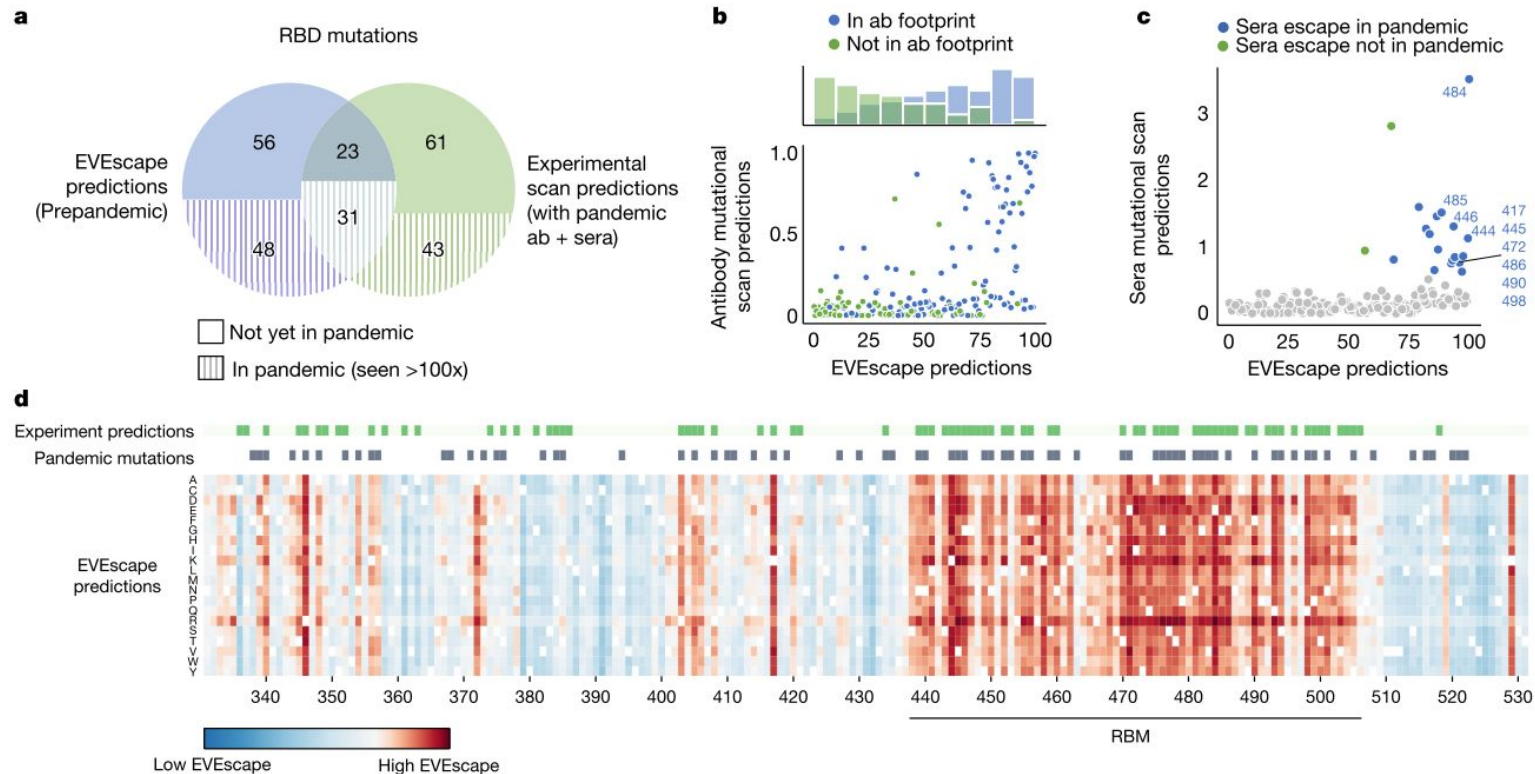 a
RBD mutations
EVEscape
predictions
(Prepandemic)
56
23
61
48
31
43
Experimental
scan predictions
(with pandemic
ab + sera)
Not yet in pandemic
In pandemic (seen >100x)
b
In ab footprint
Not in ab footprint
Antibody mutational
scan predictions
1.0
0.5
0
0 25 50 75 100
EVEscape predictions
c
Sera escape in pandemic
Sera escape not in pandemic
Sera mutational scan
predictions
3
2
1
0
484
485
446
444
417
445
472
486
490
498
0 25 50 75 100
EVEscape predictions
d
Experiment predictions
Pandemic mutations
EVEscape
predictions
A
C
D
E
F
G
H
I
K
L
M
N
P
Q
R
S
T
V
W
Y
340 350 360 370 380 390 400 410 420 430 440 450 460 470 480 490 500 510 520 530
RBM
Low EVEscape High EVEscape